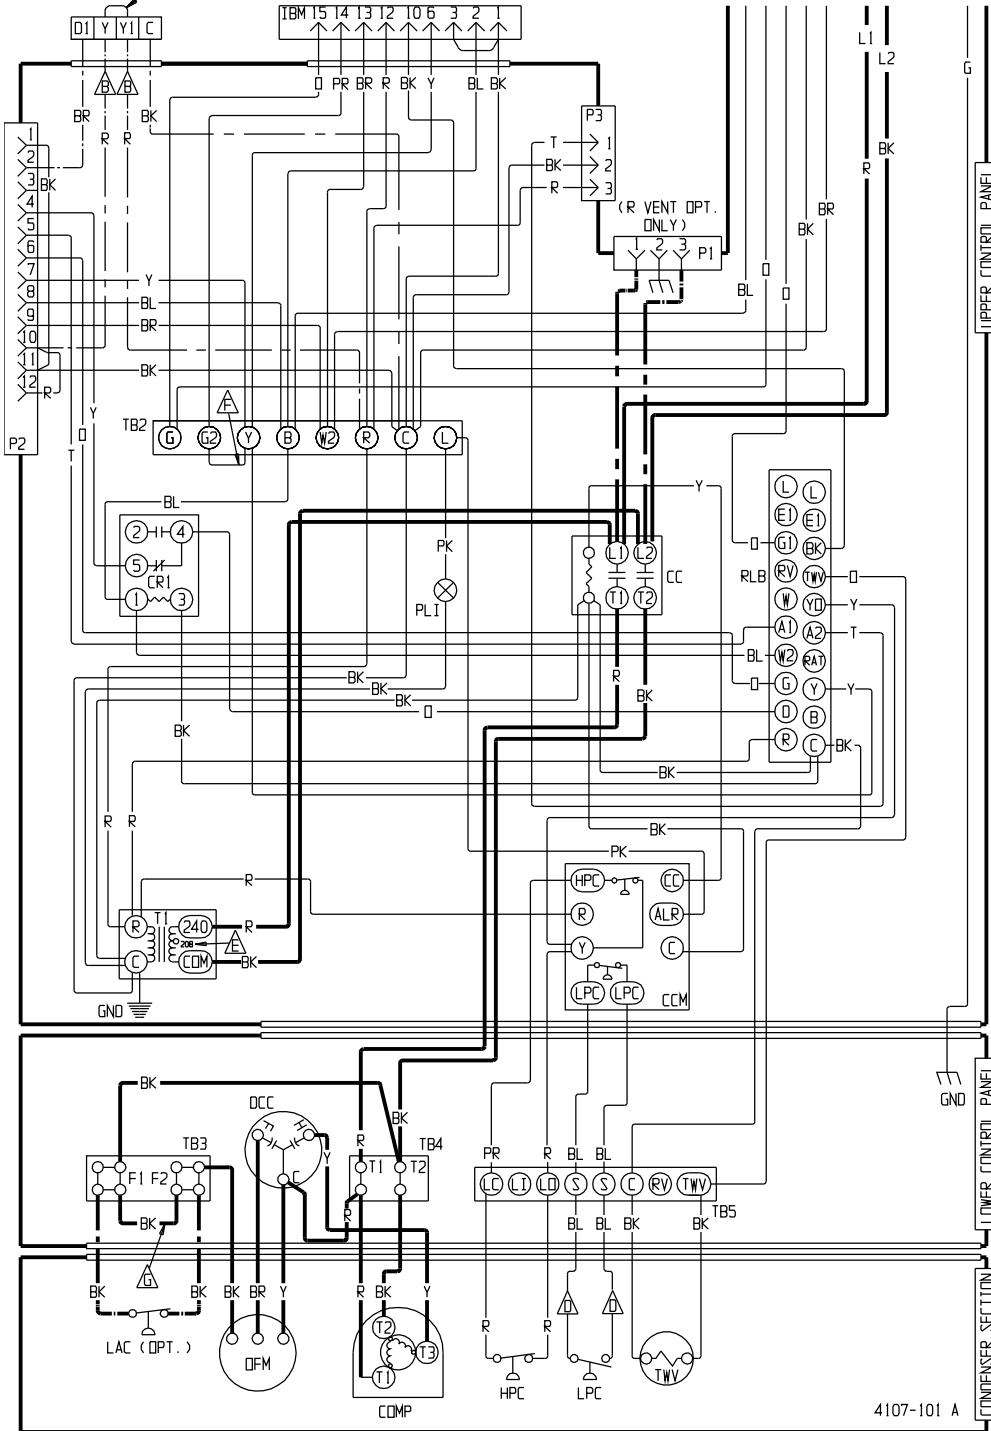 D1 Y Y1 C
IBM 15 14 13 12 10 6 3 2 1
L1
L2
G
B B
O PR BR R BK Y BL BK
BR BK
R R
P3
T 1
BK 2
R 3
BK
R
1
2
3
4
5
6
7
8
9
10
11
12
BK
R
P2
(R VENT OPT.
ONLY)
1 2 3 P1
BR
BK
O
BL
O
UPPER CONTROL PANEL
Y
BL
BR
BK
Y
O
T
F
TB2
G G2 Y B W2 R C L
BL
2 4
5
CR1
1 3
PK
PLI
Y
L1 L2
CC
T1 T2
RLB
L L
E1 E1
O G1 BK
RV TWV O
W YO Y
A1 A2 T
BL W2 RAT
O G Y Y
O B
R C BK
BK
BK
BK
O
R
BK
BK
BK
R R
BK
PK
R
HPC CC
R ALR
Y C
LPC LPC
CCM
T1
R 240 R
208 E
C COM BK
GND
GND
LOWER CONTROL PANEL
BK
OCC
F H
C
Y
R
BK
TB3
F1 F2
BK
G
TB4
T1 T2
R
PR R BL BL
LC LI LO S S C RV TWV
TB5
BL BL BK BK
BK BK BK BR Y R BK Y
LAC (OPT.)
OFM
T2
T3
T1
COMP
R R
D D
HPC
LPC
TWV
CONDENSER SECTION
4107-101 A